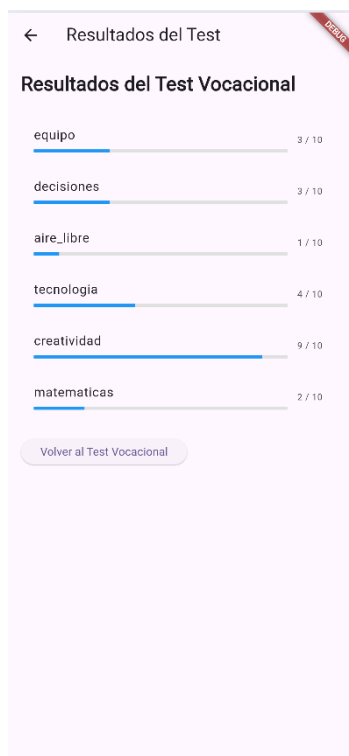 Resultados del Test
DEBUG
Resultados del Test Vocacional
equipo
3 / 10
decisiones
3 / 10
aire_libre
1 / 10
tecnologia
4 / 10
creatividad
9 / 10
matematicas
2 / 10
Volver al Test Vocacional